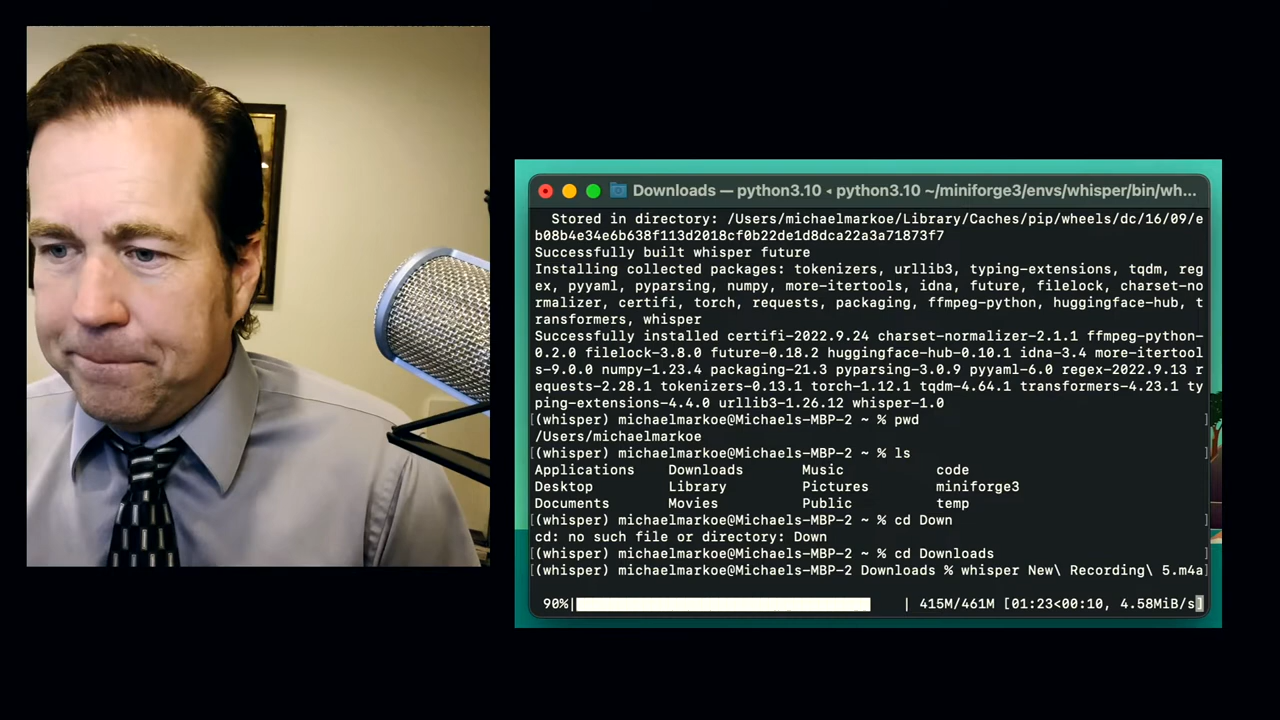 Downloads — python3.10 ◂ python3.10 ~/miniforge3/envs/whisper/bin/wh...
Stored in directory: /Users/michaelmarkoe/Library/Caches/pip/wheels/dc/16/09/e
b08b4e34e6b638f113d2018cf0b22de1d8dca22a3a71873f7
Successfully built whisper future
Installing collected packages: tokenizers, urllib3, typing-extensions, tqdm, reg
ex, pyyaml, pyparsing, numpy, more-itertools, idna, future, filelock, charset-no
rmalizer, certifi, torch, requests, packaging, ffmpeg-python, huggingface-hub, t
ransformers, whisper
Successfully installed certifi-2022.9.24 charset-normalizer-2.1.1 ffmpeg-python-
0.2.0 filelock-3.8.0 future-0.18.2 huggingface-hub-0.10.1 idna-3.4 more-itertool
s-9.0.0 numpy-1.23.4 packaging-21.3 pyparsing-3.0.9 pyyaml-6.0 regex-2022.9.13 r
equests-2.28.1 tokenizers-0.13.1 torch-1.12.1 tqdm-4.64.1 transformers-4.23.1 ty
ping-extensions-4.4.0 urllib3-1.26.12 whisper-1.0
[(whisper) michaelmarkoe@Michaels-MBP-2 ~ % pwd ]
/Users/michaelmarkoe
[(whisper) michaelmarkoe@Michaels-MBP-2 ~ % ls ]
Applications Downloads Music code
Desktop Library Pictures miniforge3
Documents Movies Public temp
[(whisper) michaelmarkoe@Michaels-MBP-2 ~ % cd Down ]
cd: no such file or directory: Down
[(whisper) michaelmarkoe@Michaels-MBP-2 ~ % cd Downloads ]
[(whisper) michaelmarkoe@Michaels-MBP-2 Downloads % whisper New\ Recording\ 5.m4a]
90%| | 415M/461M [01:23<00:10, 4.58MiB/s]